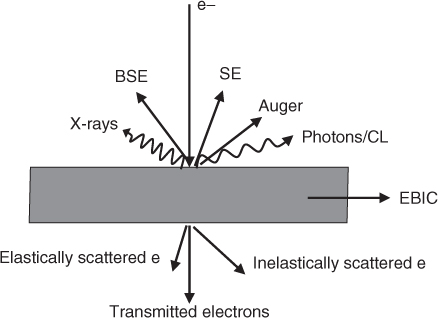 e–
BSE
SE
Auger
X-rays
Photons/CL
EBIC
Elastically scattered e
Inelastically scattered e
Transmitted electrons